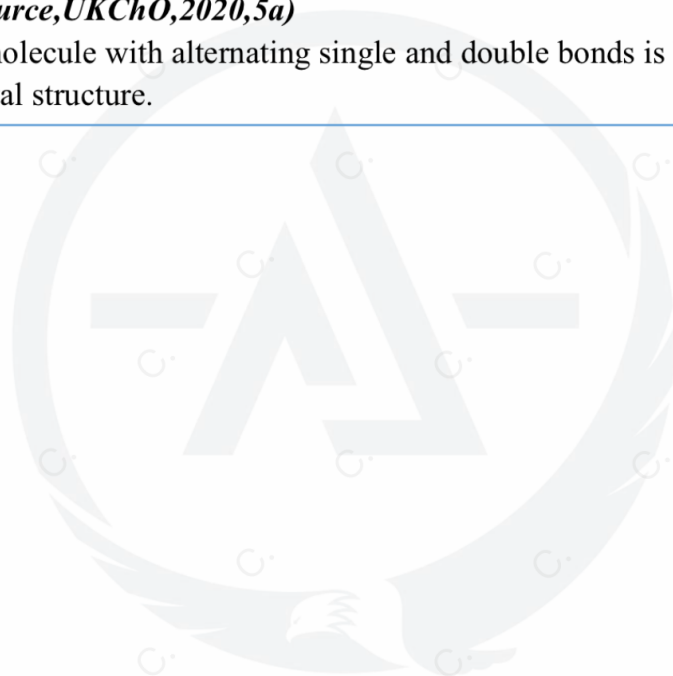 urce,UKChO,2020,5a)
olecule with alternating single and double bonds is
al structure.